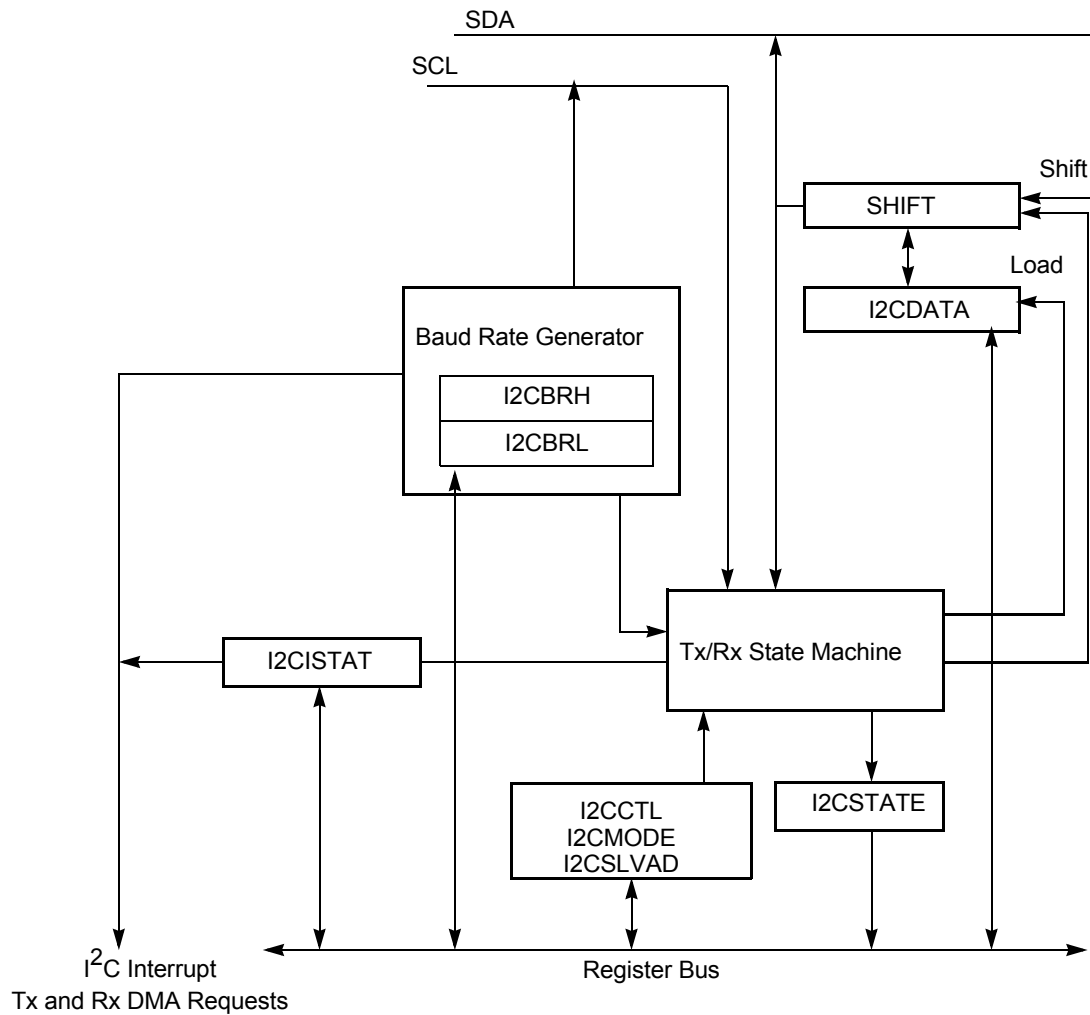 SDA
SCL
Shift
SHIFT
Load
I2CDATA
Baud Rate Generator
I2CBRH
I2CBRL
Tx/Rx State Machine
I2CISTAT
I2CCTL
I2CMODE
I2CSLVAD
I2CSTATE
I²C Interrupt
Tx and Rx DMA Requests
Register Bus